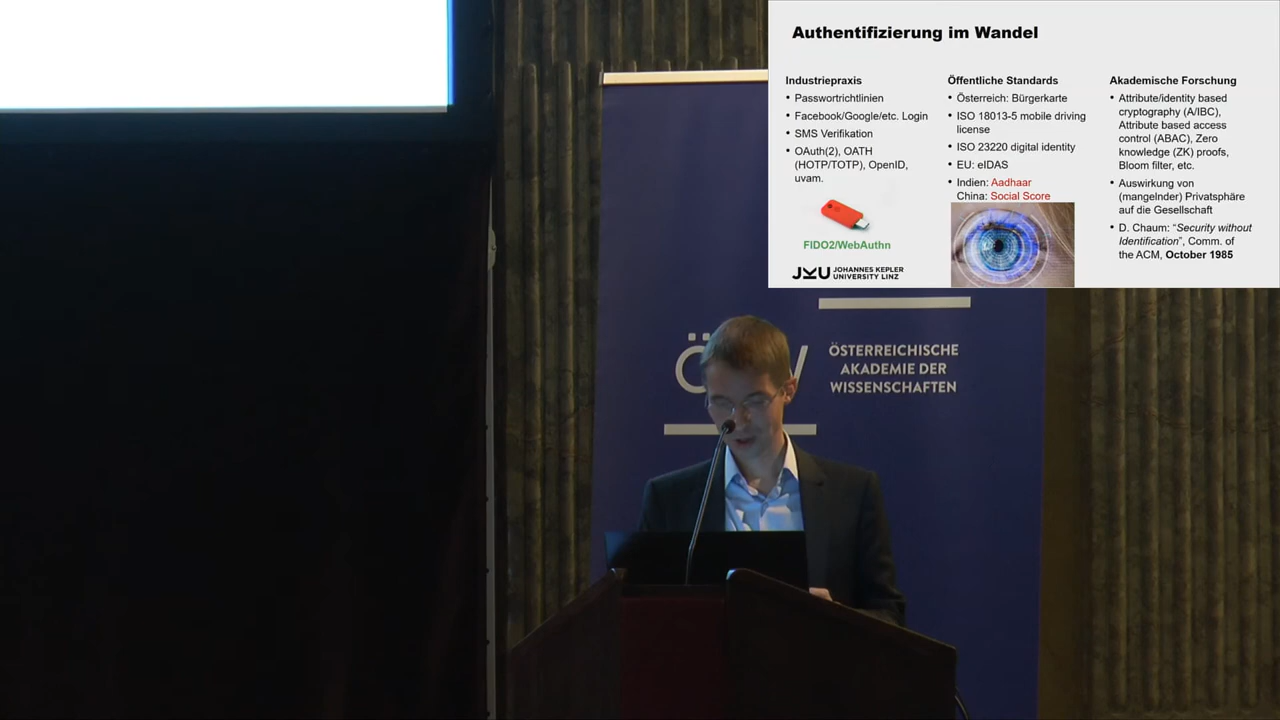 Authentifizierung im Wandel
Industriepraxis
• Passwortrichtlinien
• Facebook/Google/etc. Login
• SMS Verifikation
• OAuth(2), OATH
(HOTP/TOTP), OpenID,
uvam.
FIDO2/WebAuthn
JKU JOHANNES KEPLER
UNIVERSITY LINZ
Öffentliche Standards
• Österreich: Bürgerkarte
• ISO 18013-5 mobile driving
license
• ISO 23220 digital identity
• EU: eIDAS
• Indien: Aadhaar
China: Social Score
Akademische Forschung
• Attribute/identity based
cryptography (A/IBC),
Attribute based access
control (ABAC), Zero
knowledge (ZK) proofs,
Bloom filter, etc.
• Auswirkung von
(mangelnder) Privatsphäre
auf die Gesellschaft
• D. Chaum: “Security without
Identification”, Comm. of
the ACM, October 1985
ÖSTERREICHISCHE
AKADEMIE DER
WISSENSCHAFTEN